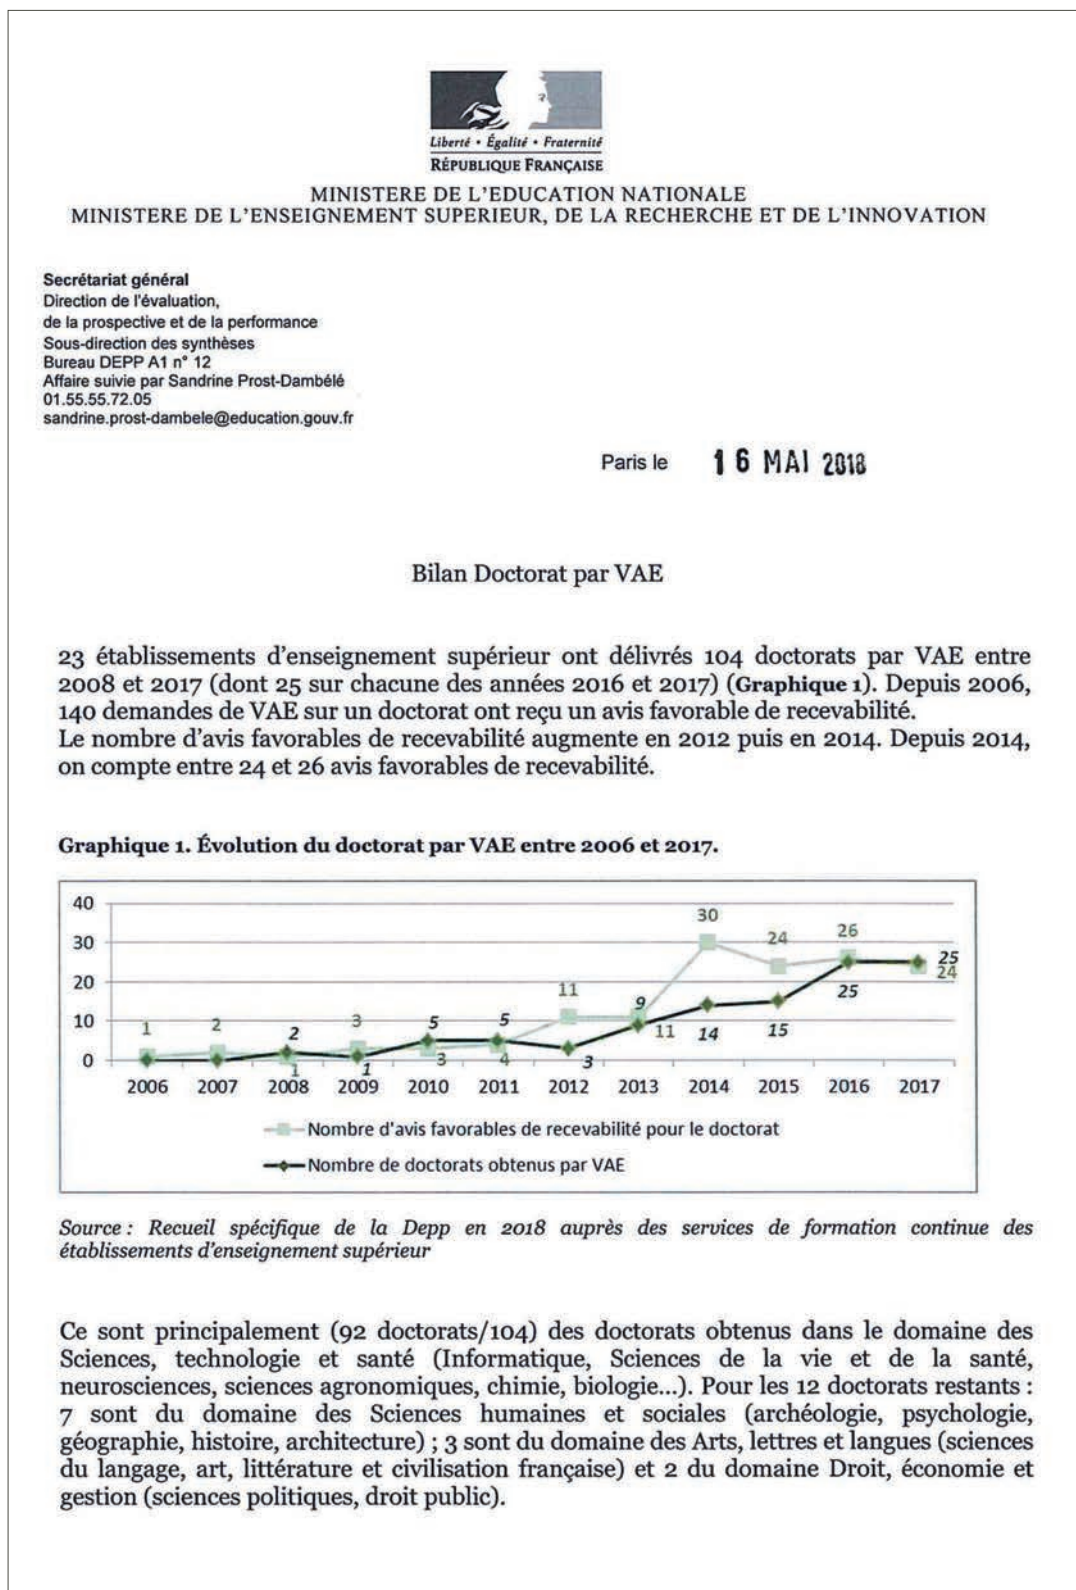 Liberté • Égalité • Fraternité
RÉPUBLIQUE FRANÇAISE
MINISTERE DE L'EDUCATION NATIONALE
MINISTERE DE L'ENSEIGNEMENT SUPERIEUR, DE LA RECHERCHE ET DE L'INNOVATION
Secrétariat général
Direction de l'évaluation,
de la prospective et de la performance
Sous-direction des synthèses
Bureau DEPP A1 n° 12
Affaire suivie par Sandrine Prost-Dambélé
01.55.55.72.05
sandrine.prost-dambele@education.gouv.fr
Paris le 16 MAI 2018
Bilan Doctorat par VAE
23 établissements d'enseignement supérieur ont délivrés 104 doctorats par VAE entre
2008 et 2017 (dont 25 sur chacune des années 2016 et 2017) (Graphique 1). Depuis 2006,
140 demandes de VAE sur un doctorat ont reçu un avis favorable de recevabilité.
Le nombre d'avis favorables de recevabilité augmente en 2012 puis en 2014. Depuis 2014,
on compte entre 24 et 26 avis favorables de recevabilité.
Graphique 1. Évolution du doctorat par VAE entre 2006 et 2017.
40
30
20
10
0
1 2 2 3 5 5 11 9 30 24 26 25
1 1 3 4 3 11 14 15 25 24
2006 2007 2008 2009 2010 2011 2012 2013 2014 2015 2016 2017
Nombre d'avis favorables de recevabilité pour le doctorat
Nombre de doctorats obtenus par VAE
Source : Recueil spécifique de la Depp en 2018 auprès des services de formation continue des
établissements d'enseignement supérieur
Ce sont principalement (92 doctorats/104) des doctorats obtenus dans le domaine des
Sciences, technologie et santé (Informatique, Sciences de la vie et de la santé,
neurosciences, sciences agronomiques, chimie, biologie...). Pour les 12 doctorats restants :
7 sont du domaine des Sciences humaines et sociales (archéologie, psychologie,
géographie, histoire, architecture) ; 3 sont du domaine des Arts, lettres et langues (sciences
du langage, art, littérature et civilisation française) et 2 du domaine Droit, économie et
gestion (sciences politiques, droit public).